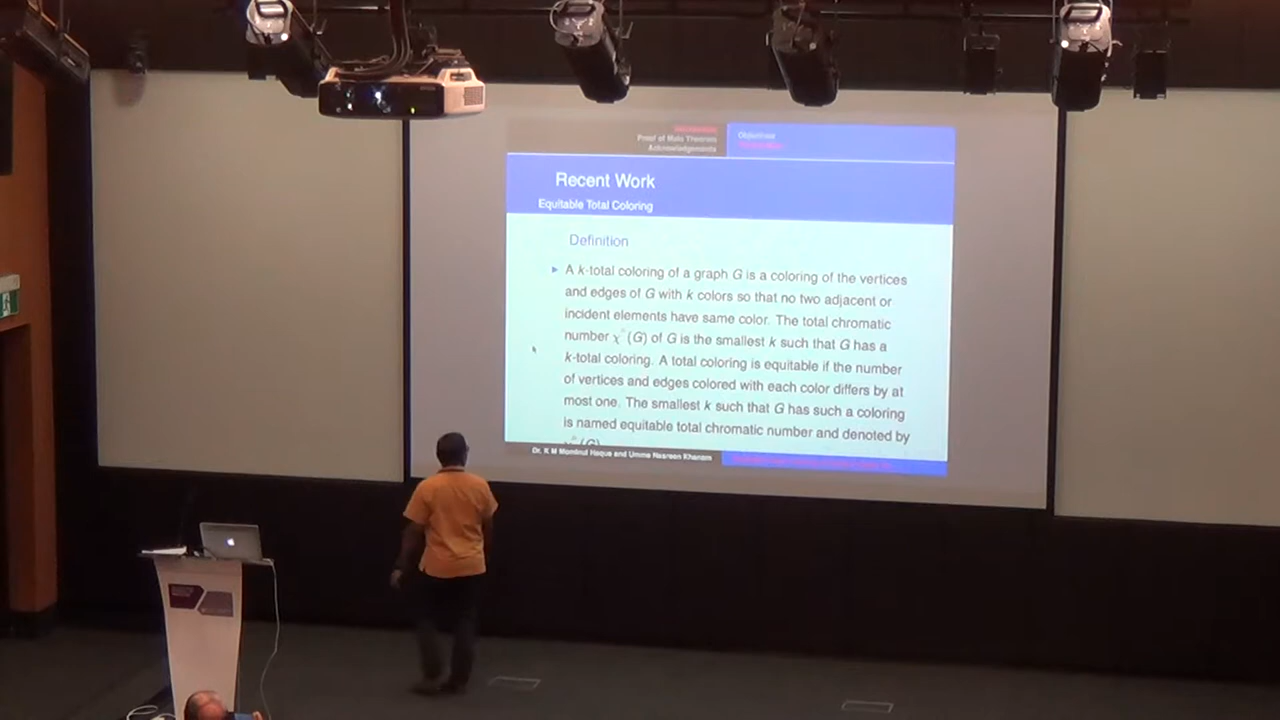 Proof of Main Theorem
Acknowledgements
Objectives
Recent Work
Equitable Total Coloring
Definition
A k-total coloring of a graph G is a coloring of the vertices
and edges of G with k colors so that no two adjacent or
incident elements have same color. The total chromatic
number χ″(G) of G is the smallest k such that G has a
k-total coloring. A total coloring is equitable if the number
of vertices and edges colored with each color differs by at
most one. The smallest k such that G has such a coloring
is named equitable total chromatic number and denoted by
Dr. K M Mominul Haque and Umme Nasreen Khanam